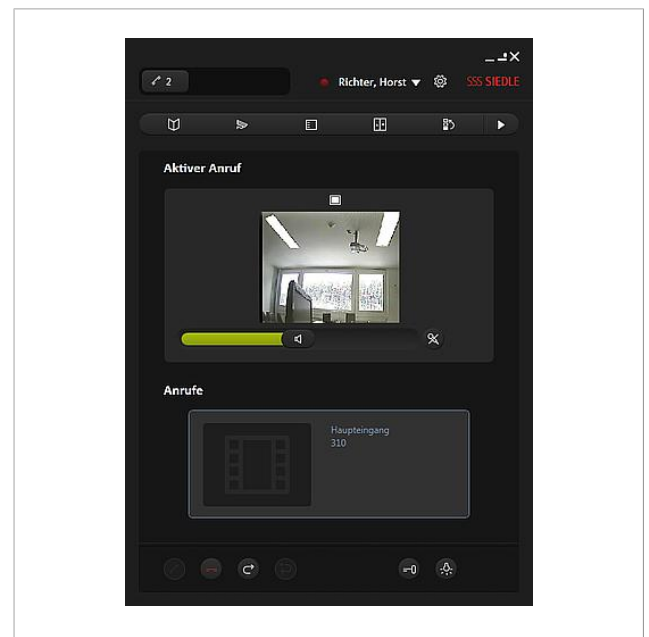 2
Richter, Horst
SSS SIEDLE
Aktiver Anruf
Anrufe
Haupteingang
310